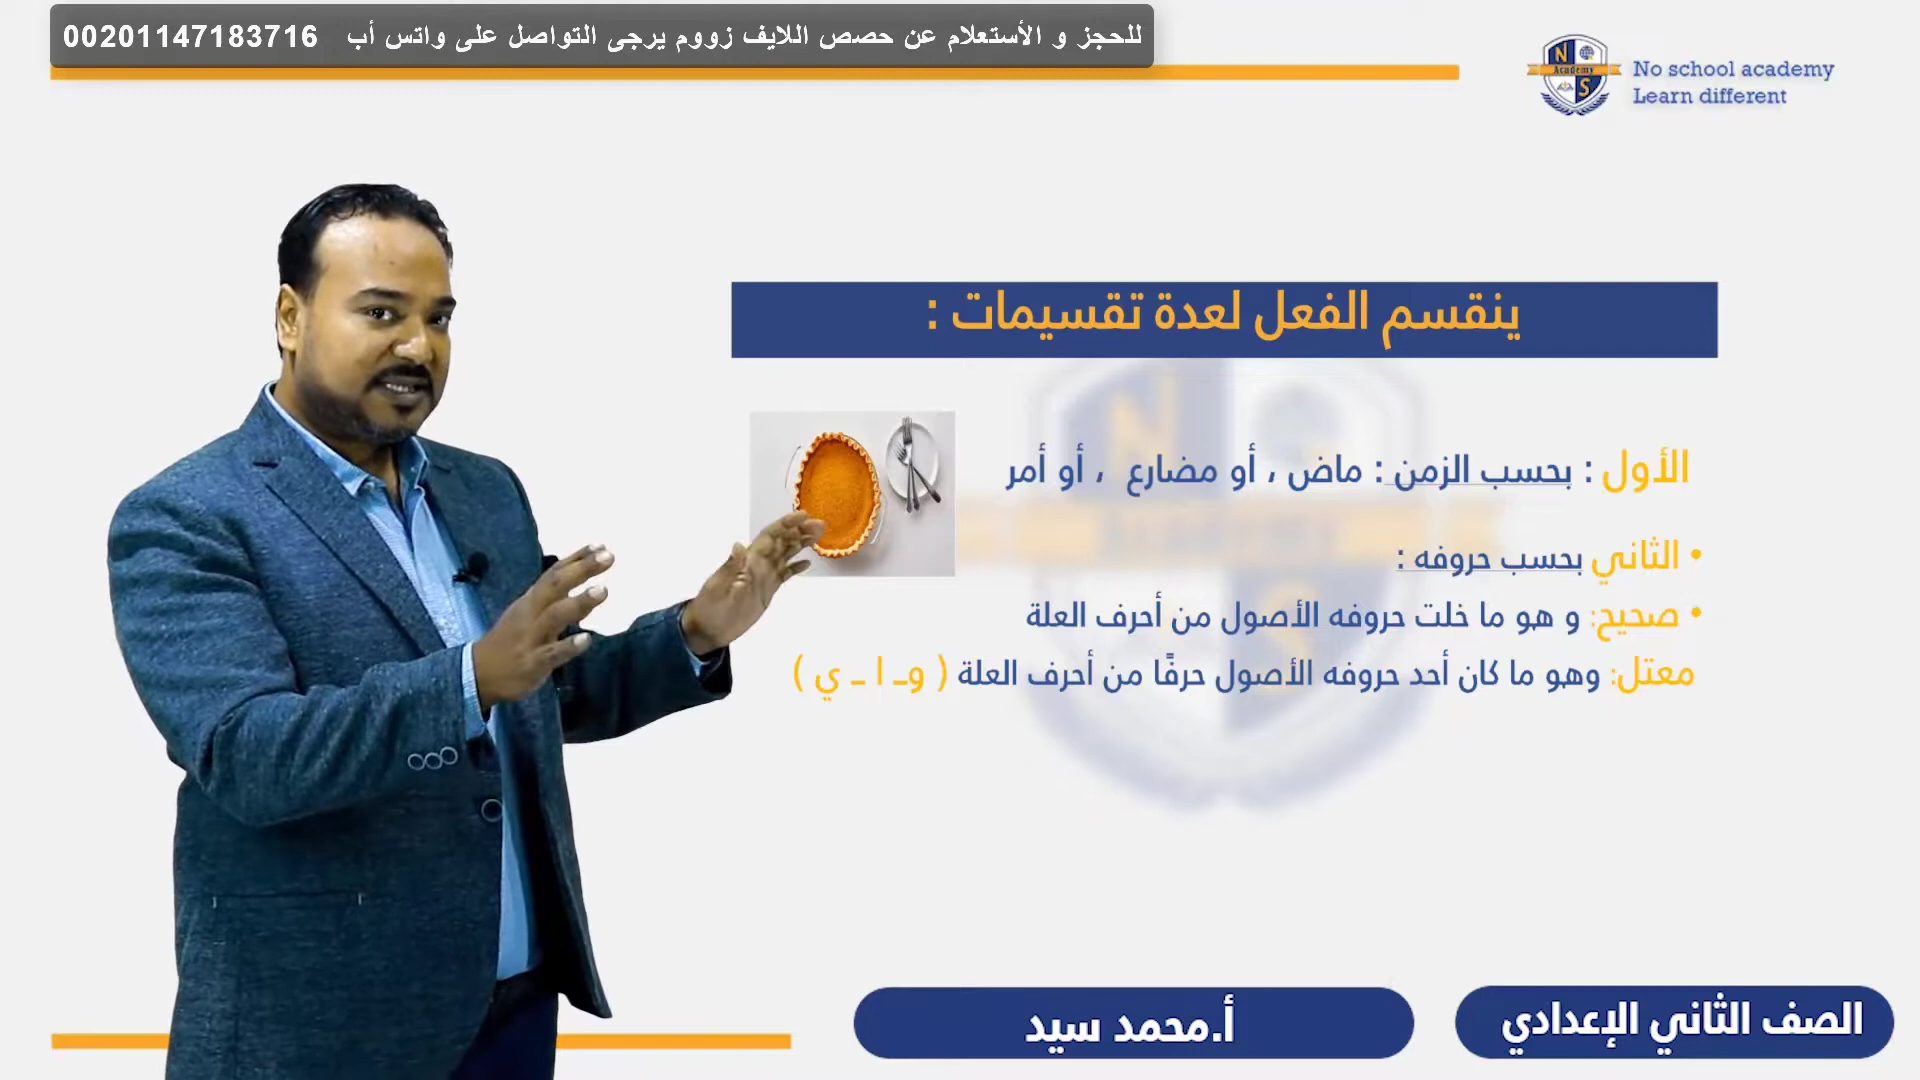 للحجز و الأستعلام عن حصص اللايف زووم يرجى التواصل على واتس أب 00201147183716
N
Academy
S
No school academy
Learn different
ينقسم الفعل لعدة تقسيمات :
الأول : بحسب الزمن : ماض ، أو مضارع ، أو أمر
• الثاني بحسب حروفه :
• صحيح: و هو ما خلت حروفه الأصول من أحرف العلة
معتل: وهو ما كان أحد حروفه الأصول حرفًا من أحرف العلة ( وـ ا ـ ي )
أ.محمد سيد
الصف الثاني الإعدادي